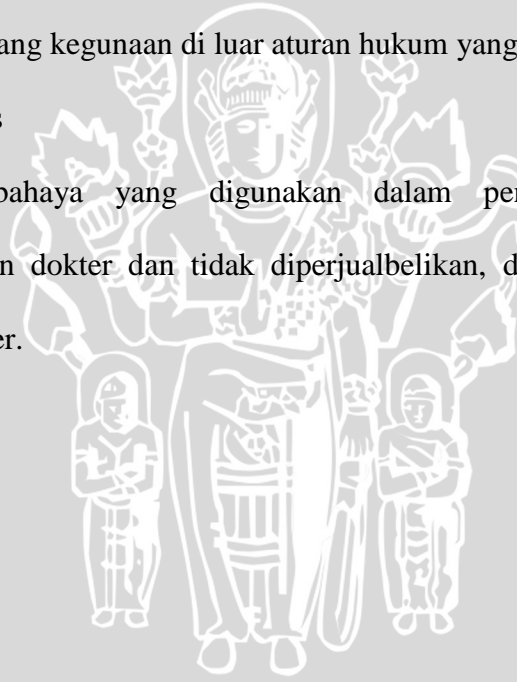 ang kegunaan di luar aturan hukum yang
s
bahaya yang digunakan dalam per
n dokter dan tidak diperjualbelikan, d
er.